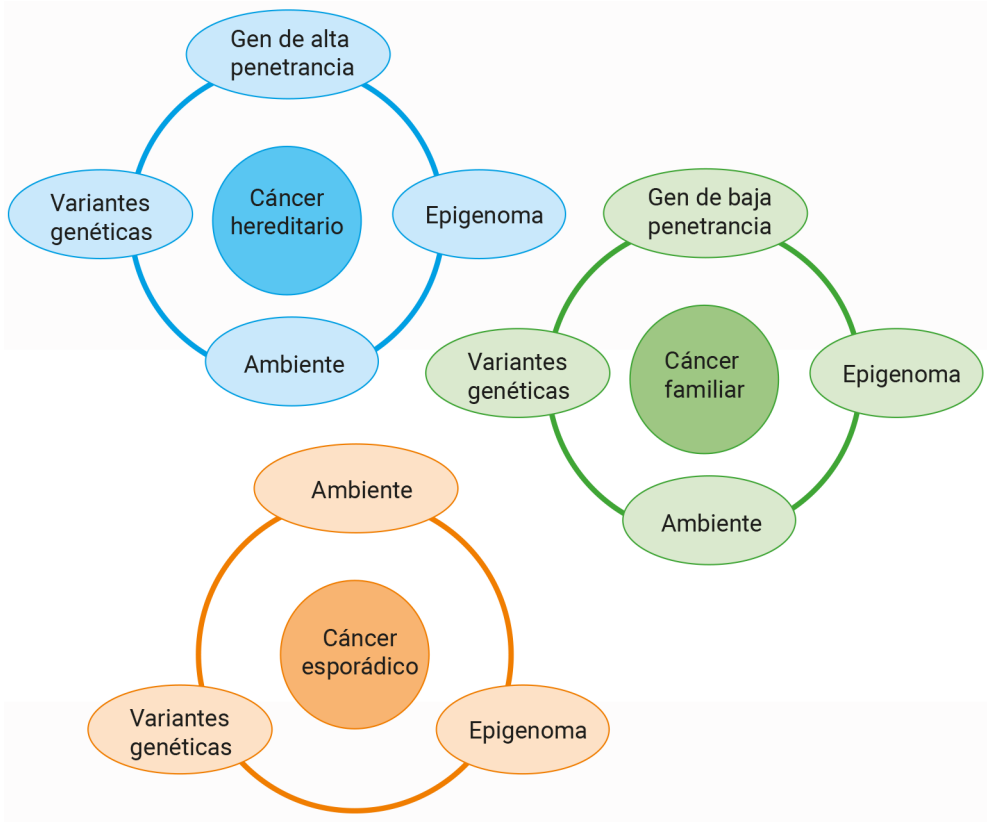 Gen de alta
penetrancia
Variantes
genéticas
Cáncer
hereditario
Epigenoma
Ambiente
Gen de baja
penetrancia
Variantes
genéticas
Cáncer
familiar
Epigenoma
Ambiente
Ambiente
Cáncer
esporádico
Variantes
genéticas
Epigenoma